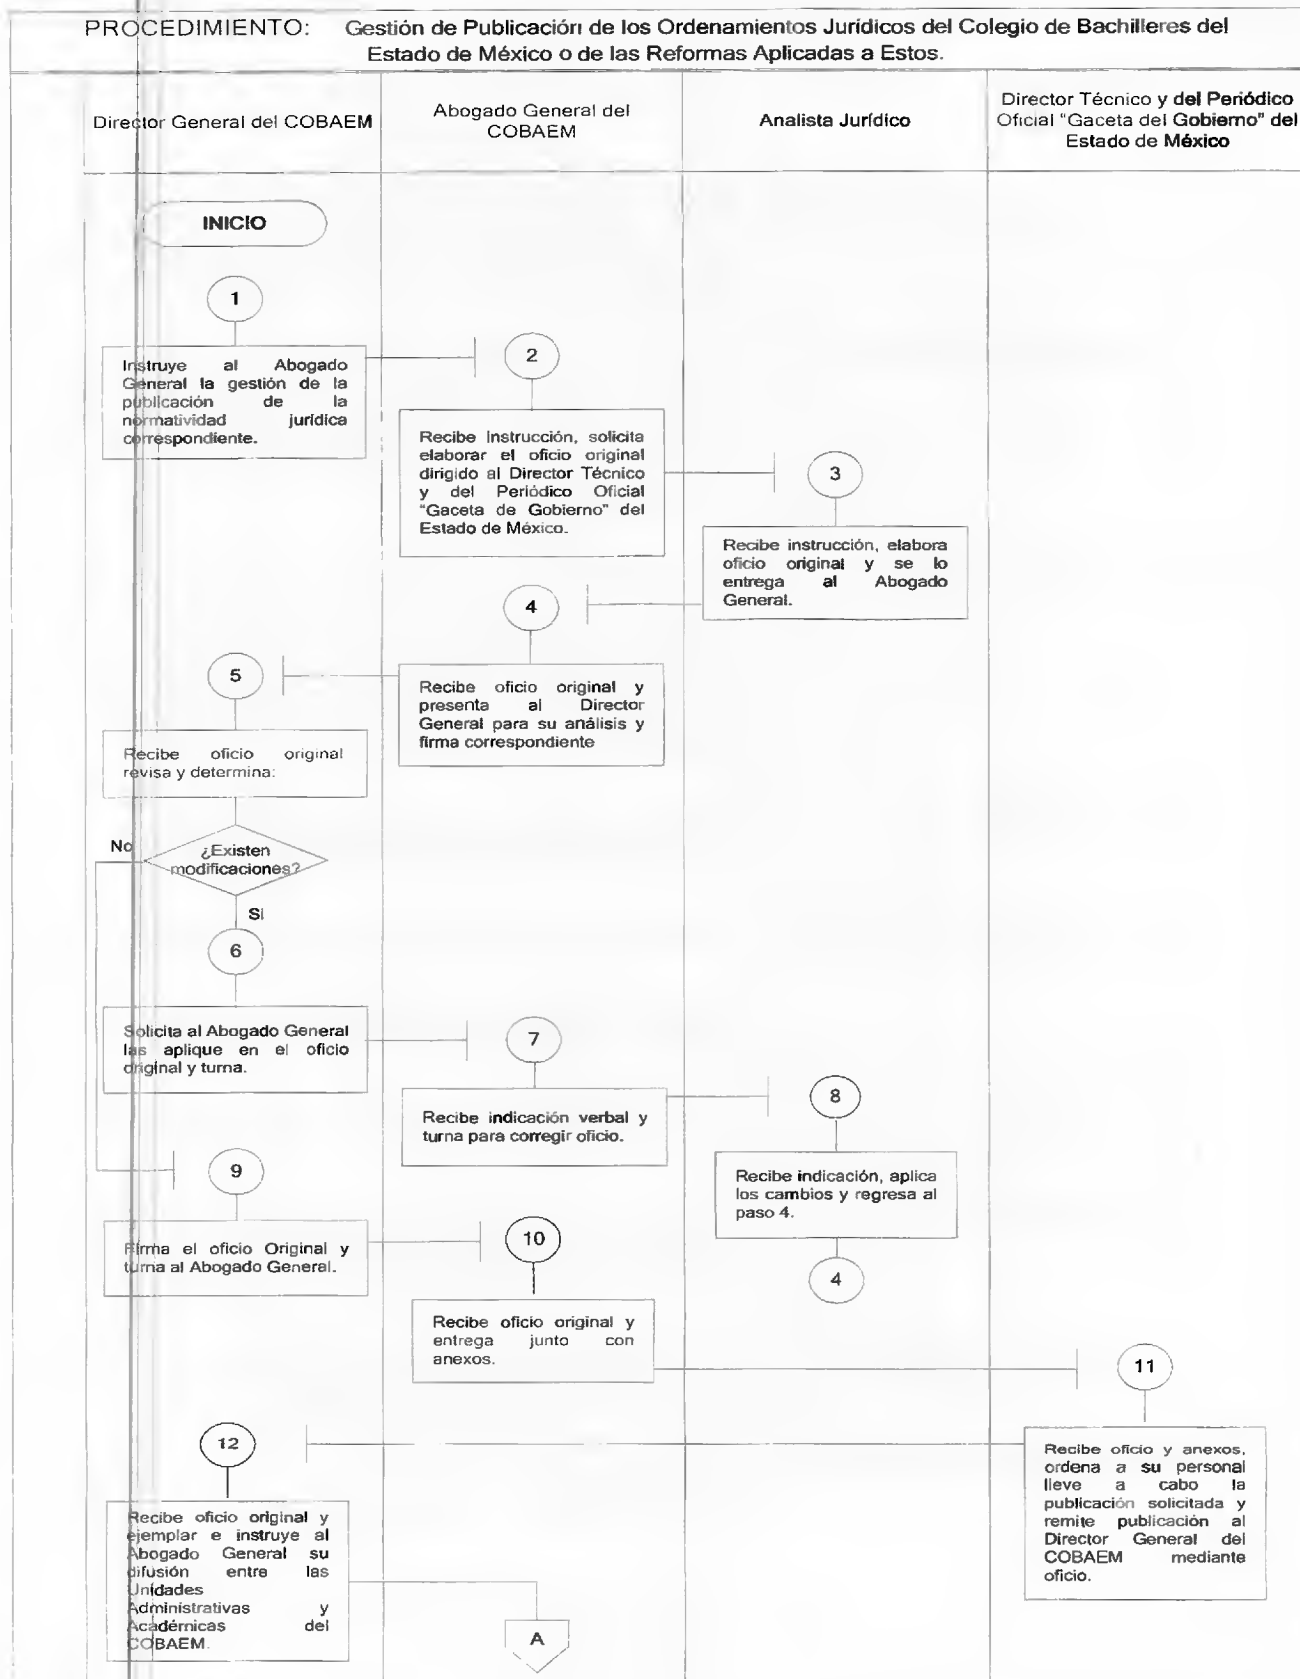 PROCEDIMIENTO: Gestión de Publicación de los Ordenamientos Jurídicos del Colegio de Bachilleres del
Estado de México o de las Reformas Aplicadas a Estos.
Director General del COBAEM
Abogado General del
COBAEM
Analista Jurídico
Director Técnico y del Periódico
Oficial "Gaceta del Gobierno" del
Estado de México
INICIO
1
Instruye al Abogado
General la gestión de la
publicación de la
normatividad jurídica
correspondiente.
2
Recibe Instrucción, solicita
elaborar el oficio original
dirigido al Director Técnico
y del Periódico Oficial
"Gaceta de Gobierno" del
Estado de México.
3
Recibe instrucción, elabora
oficio original y se lo
entrega al Abogado
General.
4
Recibe oficio original y
presenta al Director
General para su análisis y
firma correspondiente
5
Recibe oficio original
revisa y determina:
¿Existen
modificaciones?
No
Si
6
Solicita al Abogado General
las aplique en el oficio
original y turna.
7
Recibe indicación verbal y
turna para corregir oficio.
8
Recibe indicación, aplica
los cambios y regresa al
paso 4.
4
9
Firma el oficio Original y
turna al Abogado General.
10
Recibe oficio original y
entrega junto con
anexos.
11
Recibe oficio y anexos,
ordena a su personal
lleve a cabo la
publicación solicitada y
remite publicación al
Director General del
COBAEM mediante
oficio.
12
Recibe oficio original y
ejemplar e instruye al
Abogado General su
difusión entre las
Unidades
Administrativas y
Académicas del
COBAEM.
A